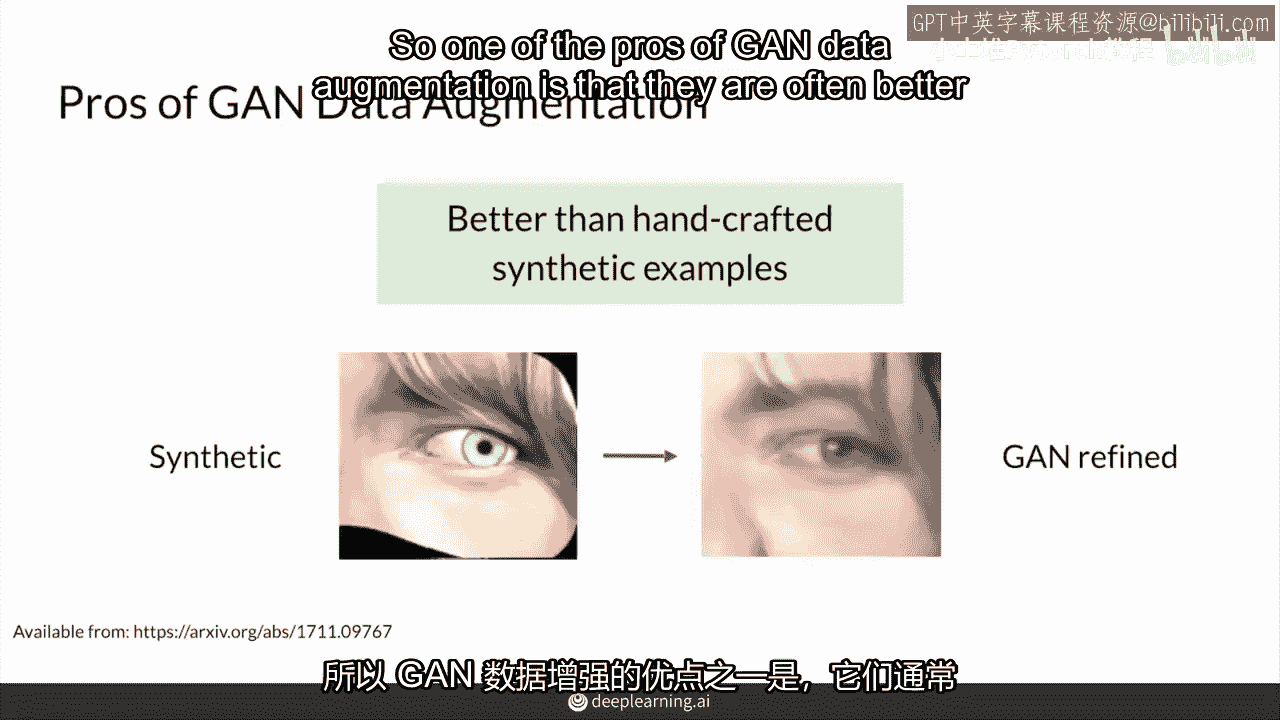 GPT中英字幕课程资源@bilibili.com
So one of the pros of GAN data
augmentation is that they are often better
Pros of GAN Data Augmentation
Better than hand-crafted
synthetic examples
Synthetic
GAN refined
Available from: https://arxiv.org/abs/1711.09767
所以 GAN 数据增强的优点之一是，它们通常
deeplearning.ai